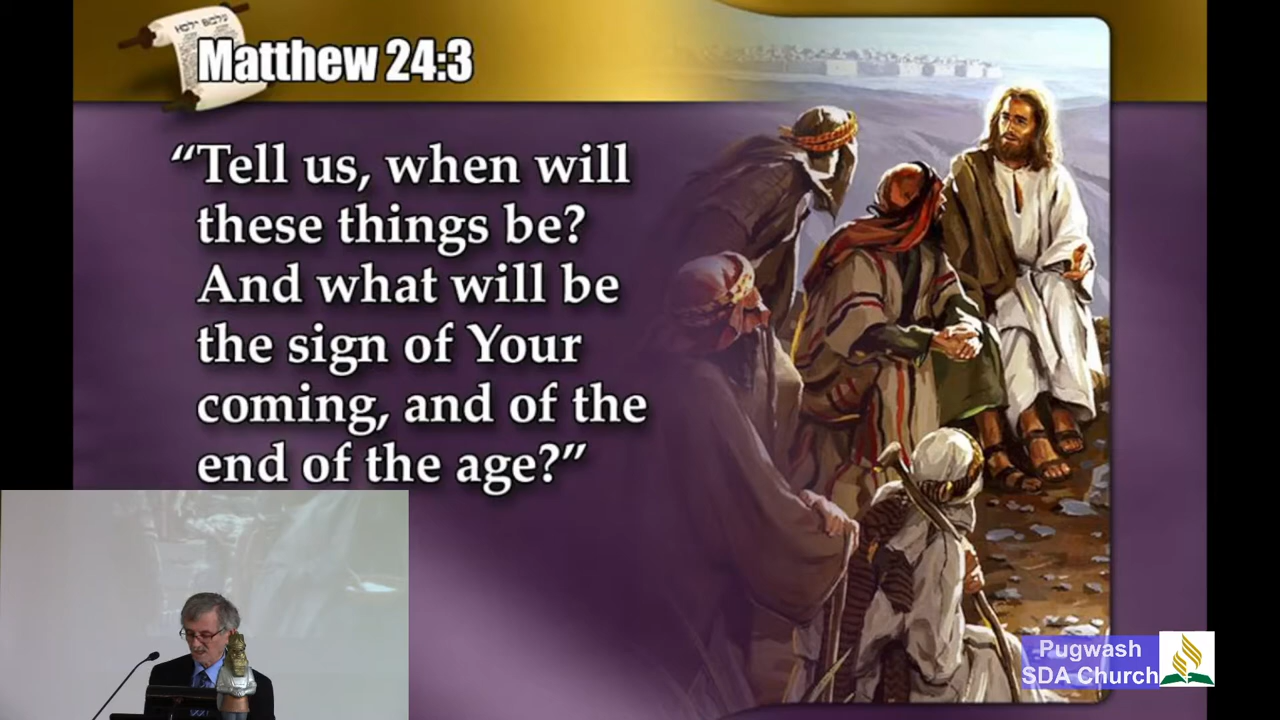 Matthew 24:3
“Tell us, when will
these things be?
And what will be
the sign of Your
coming, and of the
end of the age?”
Pugwash
SDA Church